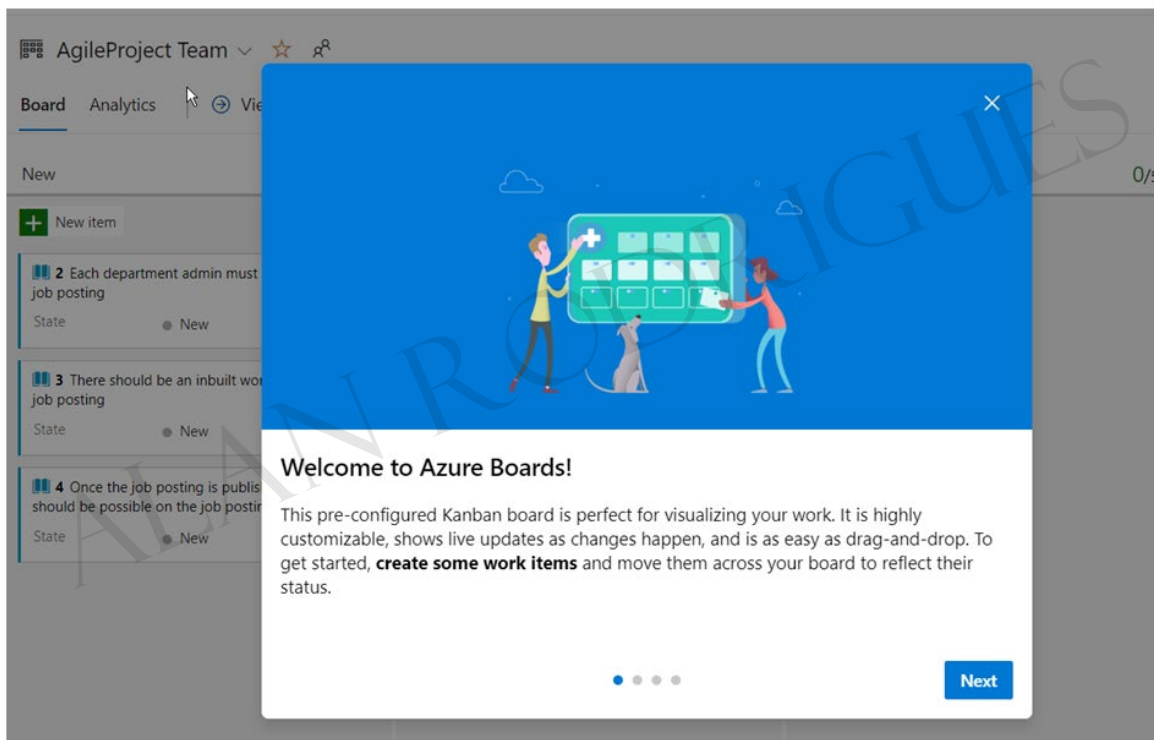 AgileProject Team
Board Analytics Vie
New
0/5
New item
2 Each department admin must
job posting
State New
3 There should be an inbuilt wor
job posting
State New
4 Once the job posting is publis
should be possible on the job postin
State New
Welcome to Azure Boards!
This pre-configured Kanban board is perfect for visualizing your work. It is highly
customizable, shows live updates as changes happen, and is as easy as drag-and-drop. To
get started, create some work items and move them across your board to reflect their
status.
Next
ALAN RODRIGUES